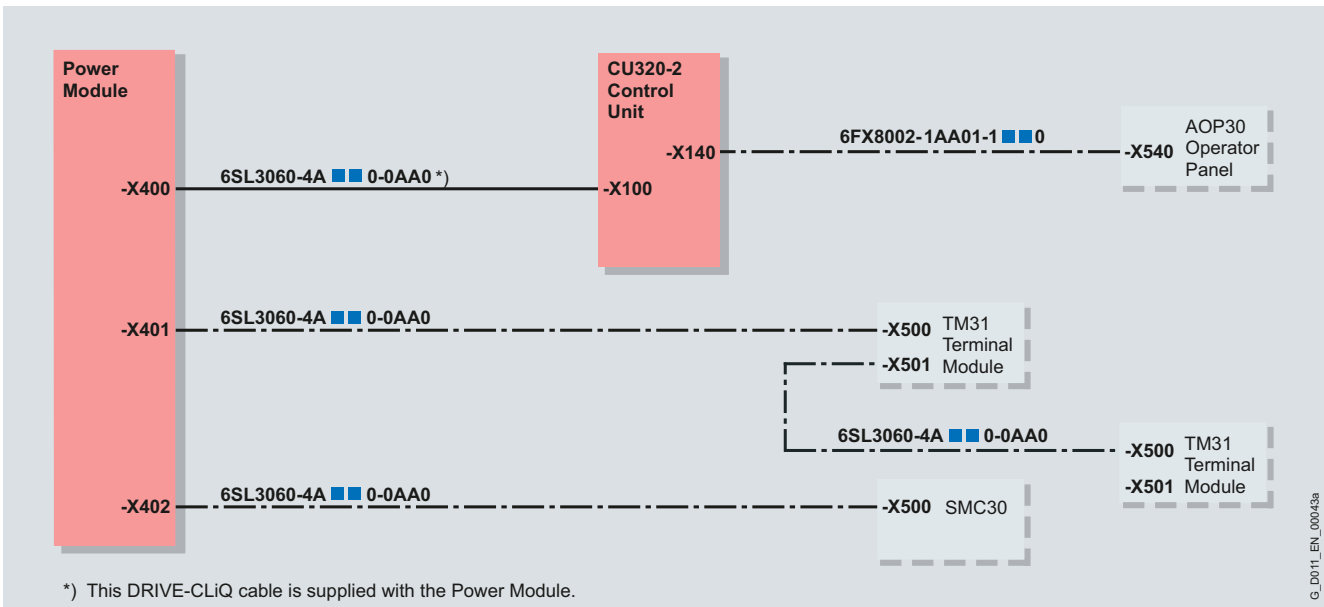 Power
Module
CU320-2
Control
Unit
6FX8002-1AA01-1 ■■ 0
AOP30
Operator
Panel
-X140
-X540
6SL3060-4A ■■ 0-0AA0 *)
-X400
-X100
6SL3060-4A ■■ 0-0AA0
-X401
-X500 TM31
Terminal
-X501 Module
6SL3060-4A ■■ 0-0AA0
-X500 TM31
Terminal
-X501 Module
6SL3060-4A ■■ 0-0AA0
-X402
-X500 SMC30
*) This DRIVE-CLiQ cable is supplied with the Power Module.
G_D011_EN_00043a